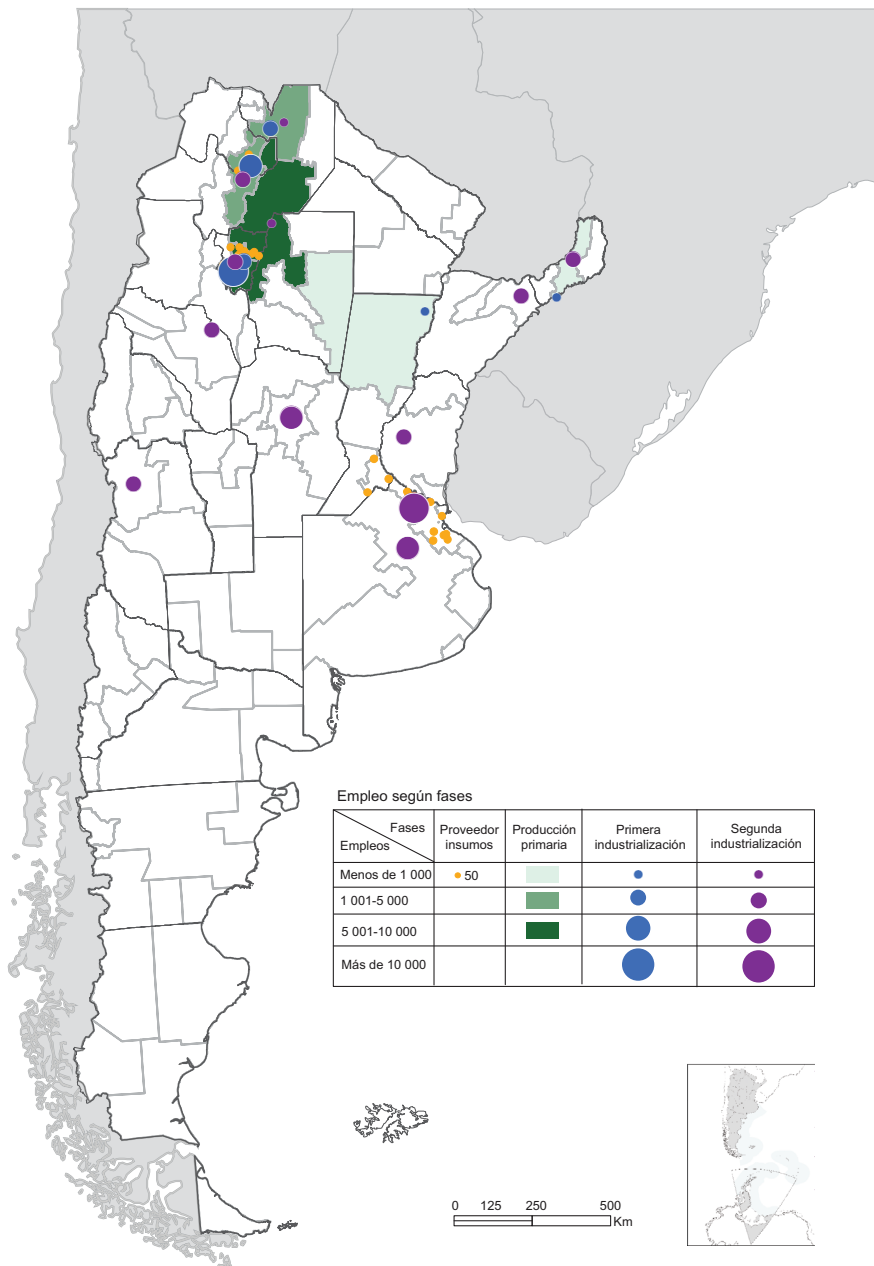 Empleo según fases
Fases
Empleos
Proveedor
insumos
Producción
primaria
Primera
industrialización
Segunda
industrialización
Menos de 1 000
50
1 001-5 000
5 001-10 000
Más de 10 000
0 125 250 500
Km